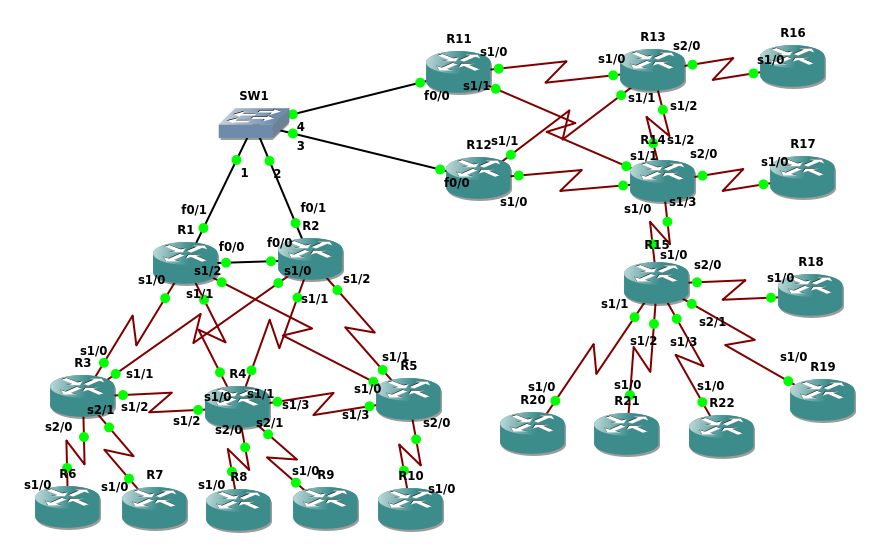 R11
s1/0
f0/0
s1/1
R13
s1/0
s2/0
s1/1
s1/2
R16
s1/0
SW1
4
3
1
2
R12
s1/1
f0/0
s1/0
R14
s1/2
s1/1
s2/0
s1/0
s1/3
R17
s1/0
f0/1
R1
f0/0
s1/0
s1/2
s1/1
f0/1
R2
f0/0
s1/0
s1/2
s1/1
R15
s1/0
s2/0
s1/1
s1/2
s1/3
s2/1
R18
s1/0
s1/0
R3
s1/1
s1/2
s2/1
s2/0
R4
s1/0
s1/1
s1/3
s1/2
s2/0
s2/1
s1/1
R5
s1/0
s1/3
s2/0
s1/0
R19
s1/0
R20
s1/0
R21
s1/0
R22
R6
s1/0
R7
s1/0
R8
s1/0
R9
s1/0
R10
s1/0